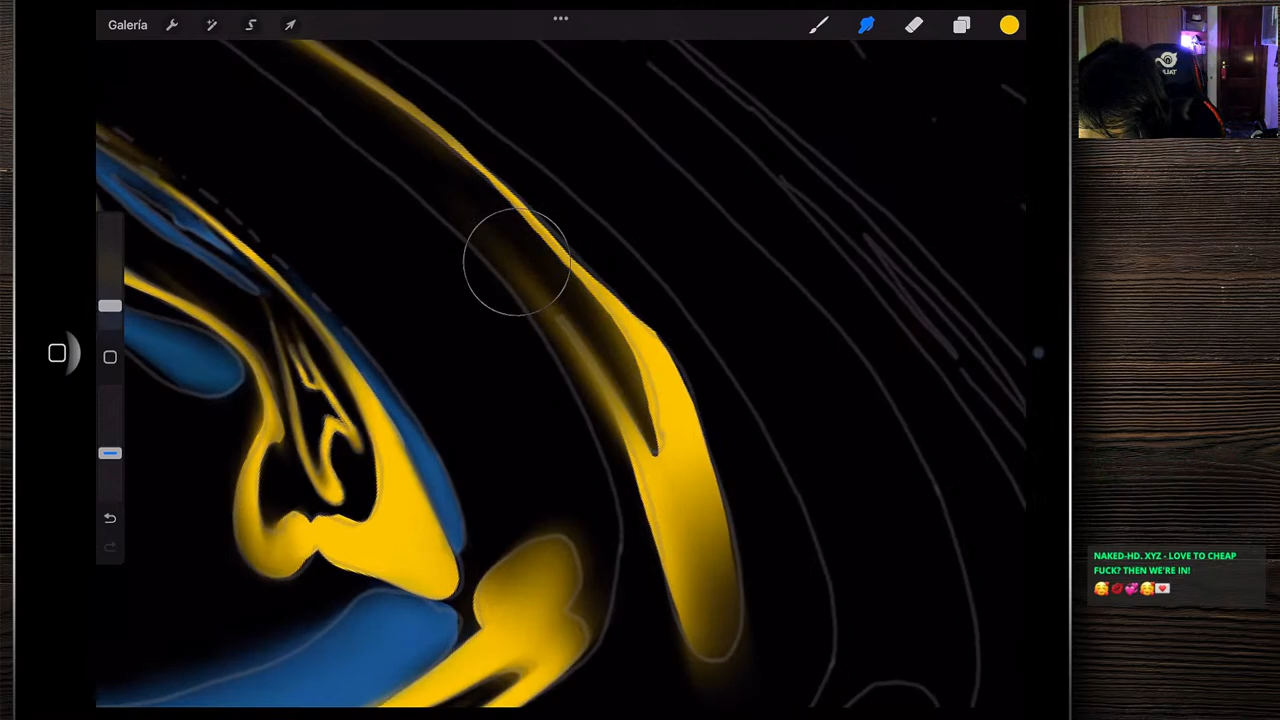 Galería
NAKED-HD. XYZ - LOVE TO CHEAP
FUCK? THEN WE'RE IN!
🥰💋💞🥰💌